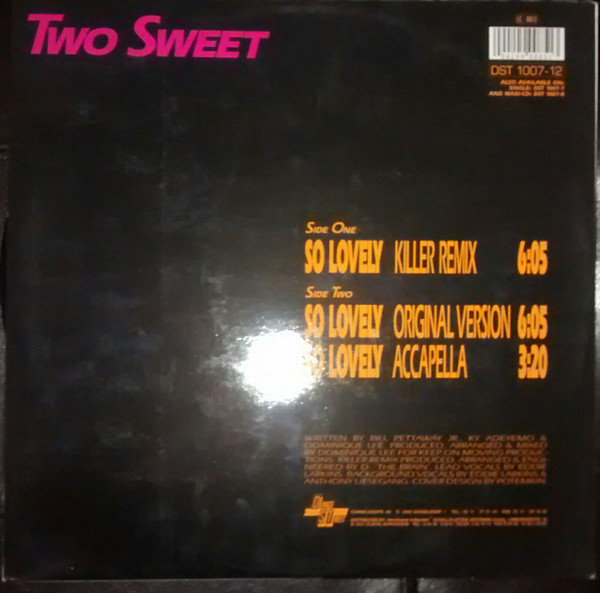 TWO SWEET
DST 1007-12
ALSO AVAILABLE ON:
SINGLE: DST 1007-7
AND MAXI-CD: DST 1007-8
SIDE ONE
SO LOVELY KILLER REMIX 6:05
SIDE TWO
SO LOVELY ORIGINAL VERSION 6:05
SO LOVELY ACCAPELLA 3:20
WRITTEN BY BILL PETTAWAY JR., KY ADEYEMO &
DOMINIQUE LEE. PRODUCED, ARRANGED & MIXED
BY DOMINIQUE LEE FOR KEEP ON MOVING PRODUC-
TIONS. KILLER REMIX PRODUCED, ARRANGED & ENGI-
NEERED BY D. THE BRAIN. LEAD VOCALS BY EDDIE
LARKINS. BACKGROUND VOCALS BY EDDIE LARKINS,
ANTHONY LIESEGANG. COVER DESIGN BY POTEMKIN.